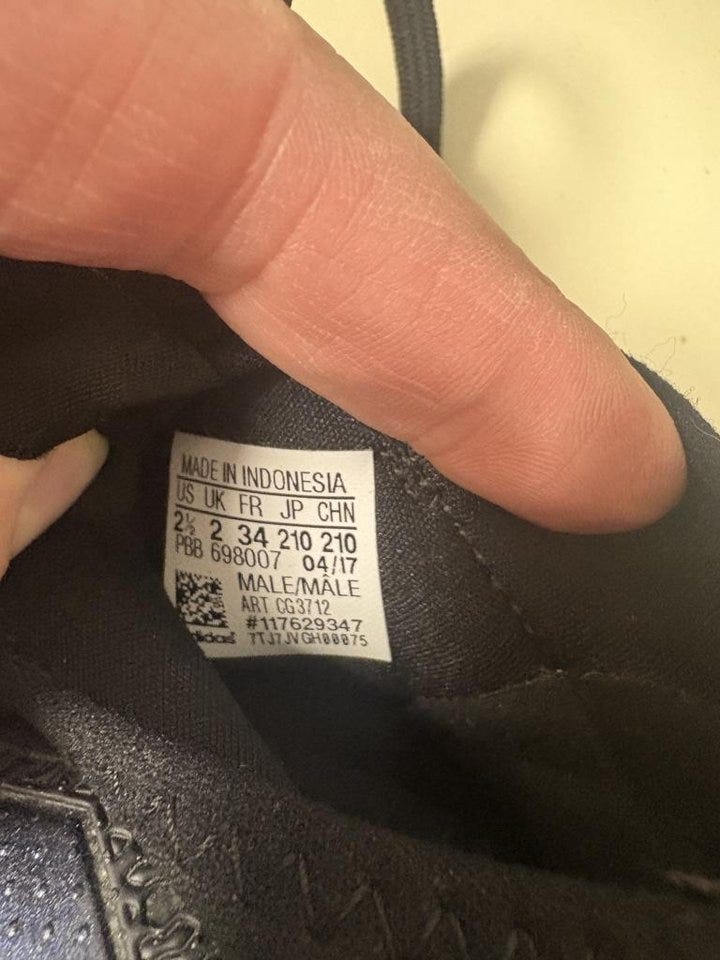 MADE IN INDONESIA
US UK FR JP CHN
2½ 2 34 210 210
PBB 698007 04/17
MALE/MÂLE
ART CG3712
#117629347
adidas 7TJ7JVGH00075